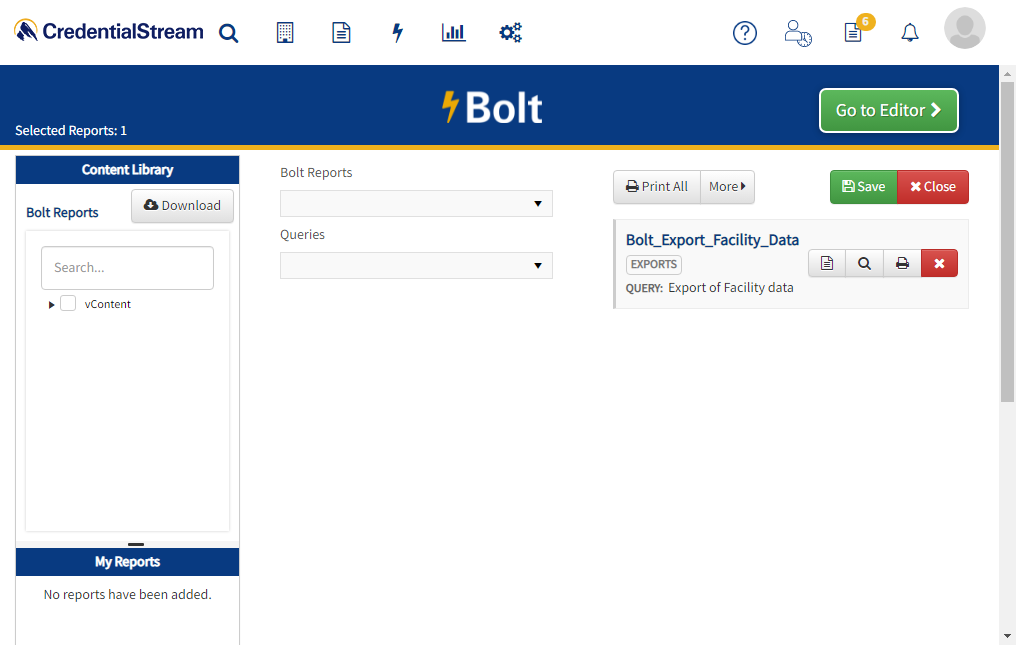 CredentialStream
6
Bolt
Go to Editor
Selected Reports: 1
Content Library
Bolt Reports
Download
Search...
vContent
My Reports
No reports have been added.
Bolt Reports
Queries
Print All
More
Save
Close
Bolt_Export_Facility_Data
EXPORTS
QUERY: Export of Facility data